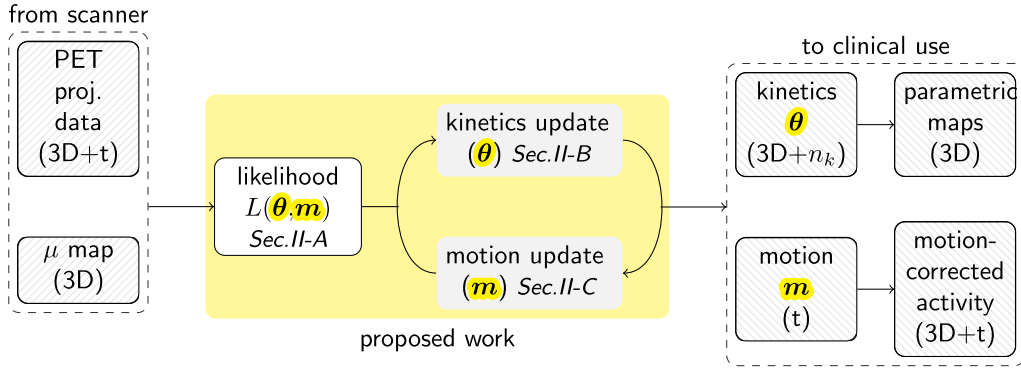 from scanner
PET
proj.
data
(3D+t)
μ map
(3D)
likelihood
L(θ,m)
Sec.II-A
kinetics update
(θ) Sec.II-B
motion update
(m) Sec.II-C
proposed work
to clinical use
kinetics
θ
(3D+nₖ)
parametric
maps
(3D)
motion
m
(t)
motion-
corrected
activity
(3D+t)